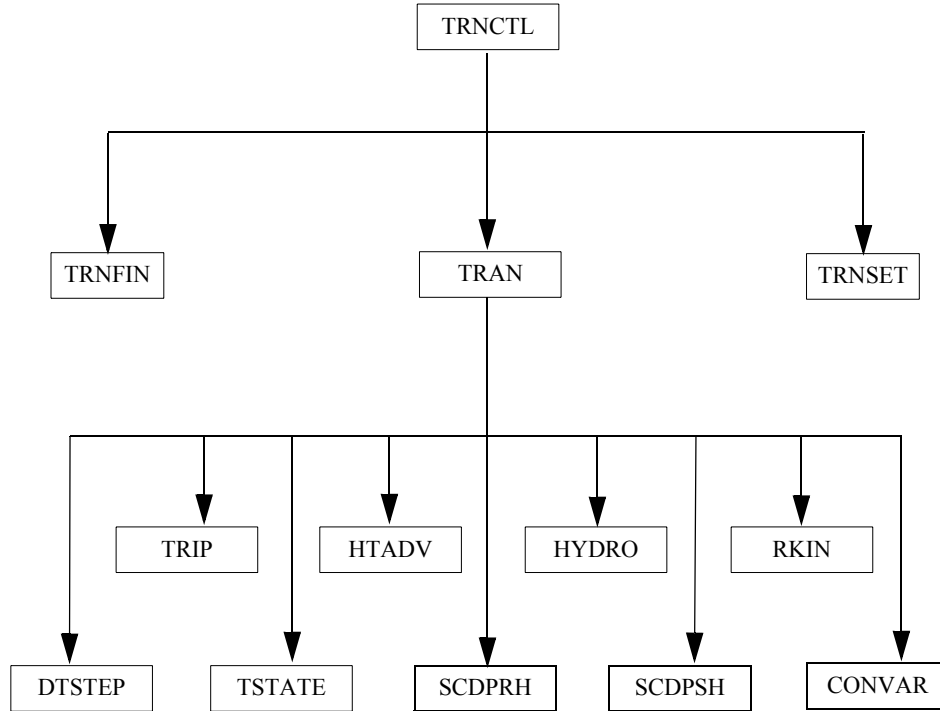 TRNCTL
TRNFIN
TRAN
TRNSET
TRIP
HTADV
HYDRO
RKIN
DTSTEP
TSTATE
SCDPRH
SCDPSH
CONVAR